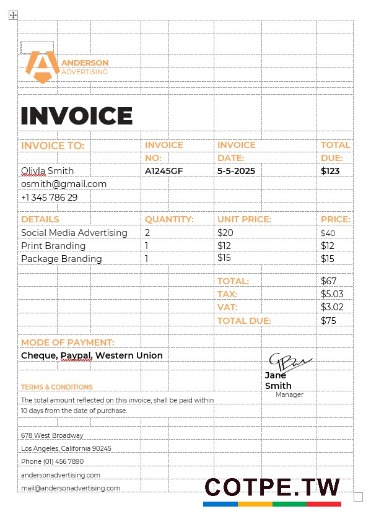 ANDERSON
ADVERTISING
INVOICE
INVOICE TO: INVOICE NO: INVOICE DATE: TOTAL DUE:
Olivla Smith A1245GF 5-5-2025 $123
osmith@gmail.com
+1 345 786 29
DETAILS QUANTITY: UNIT PRICE: PRICE:
Social Media Advertising 2 $20 $40
Print Branding 1 $12 $12
Package Branding 1 $15 $15
TOTAL: $67
TAX: $5.03
VAT: $3.02
TOTAL DUE: $75
MODE OF PAYMENT:
Cheque, Paypal, Western Union
Jane
Smith
Manager
TERMS & CONDITIONS
The total amount reflected on this invoice, shall be paid within
10 days from the date of purchase.
678 West Broadway
Los Angeles, California 90245
Phone (01) 456 7890
andersonadvertising.com
mail@andersonadvertising.com
COTPE.TW